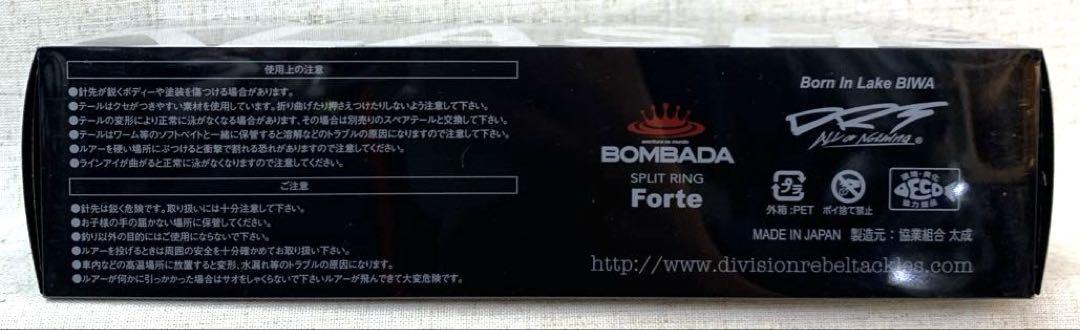 使用上の注意
●針先が鋭くボディーや塗装を傷つける場合があります。
●テールはクセがつきやすい素材を使用しています。折り曲げたり押さえつけたりしないよう注意して下さい。
●テールの変形により正常に泳がなくなる場合があります、その場合は別売りのスペアテールと交換して下さい。
●テールはワーム等のソフトベイトと一緒に保管すると溶解などのトラブルの原因になりますので注意して下さい。
●ルアーを硬い場所にぶつけると衝撃で割れる恐れがありますので注意してください。
●ラインアイが曲がると正常に泳がなくなりますので注意してください。
ご注意
●針先は鋭く危険です。取り扱いには十分注意して下さい。
●お子様の手の届かない場所に保管してください。
●釣り以外の目的にはご使用にならないで下さい。
●ルアーを投げるときは周囲の安全を十分確かめてお取り扱い下さい。
●車内などの高温場所に放置すると変形、水漏れ等のトラブルの原因になります。
●ルアーが何かに引っかかった場合はサオをしゃくらないで下さいルアーが飛んできて大変危険です。
BOMBADA
SPLIT RING
Forte
Born In Lake BIWA
DRT
ALL or NOthing ®
プラ
外箱:PET ポイ捨て禁止
環境・美化
FECO
協力商品
MADE IN JAPAN 製造元：協業組合 太成
http://www.divisionrebeltackles.com